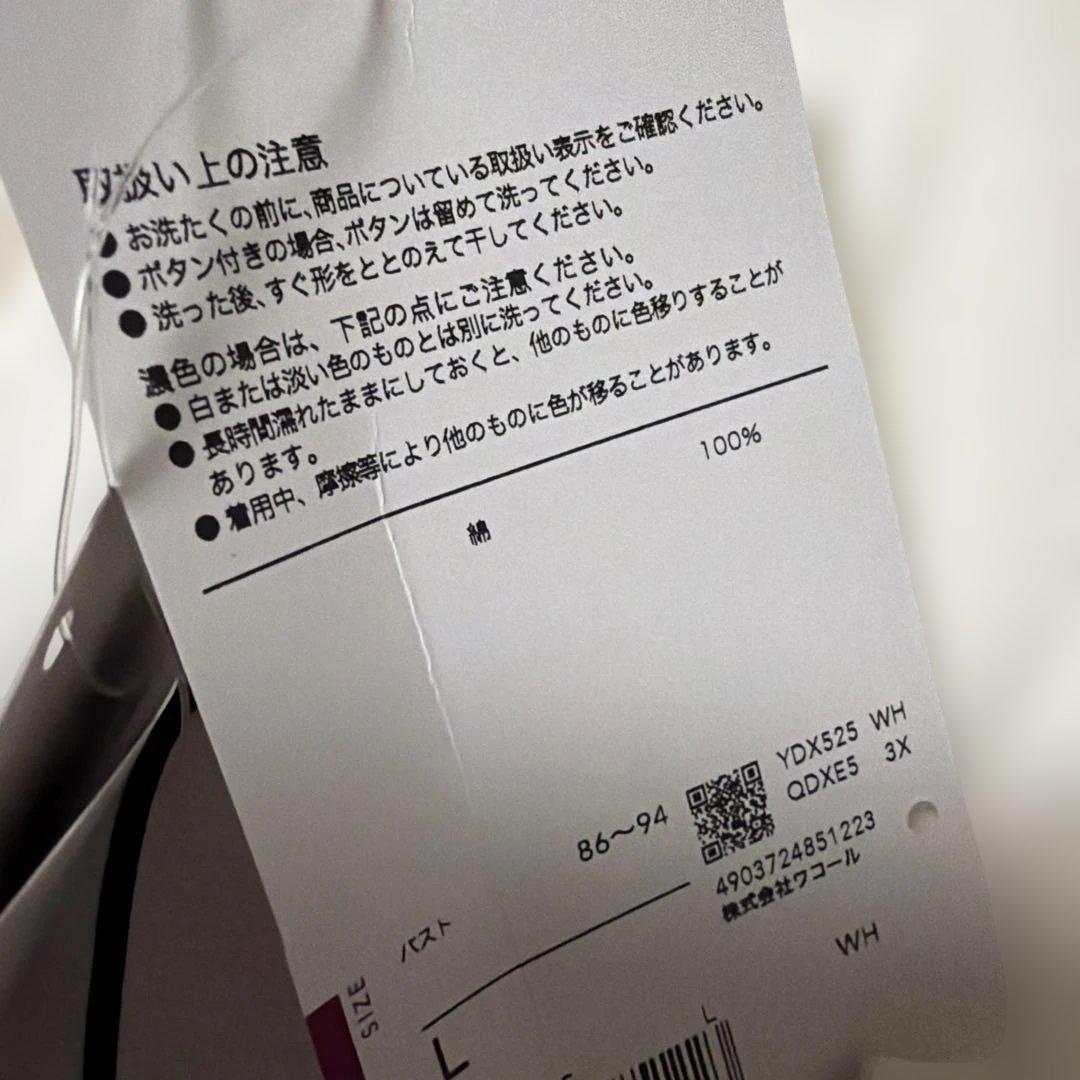 取扱い上の注意
● お洗たくの前に、商品についている取扱い表示をご確認ください。
● ボタン付きの場合、ボタンは留めて洗ってください。
● 洗った後、すぐ形をととのえて干してください。
濃色の場合は、下記の点にご注意ください。
● 白または淡い色のものとは別に洗ってください。
● 長時間濡れたままにしておくと、他のものに色移りすることが
あります。
● 着用中、摩擦等により他のものに色が移ることがあります。
綿 100%
YDX525 WH
QDXE5 3X
4903724851223
株式会社ワコール
バスト 86〜94
WH
SIZE
L
L